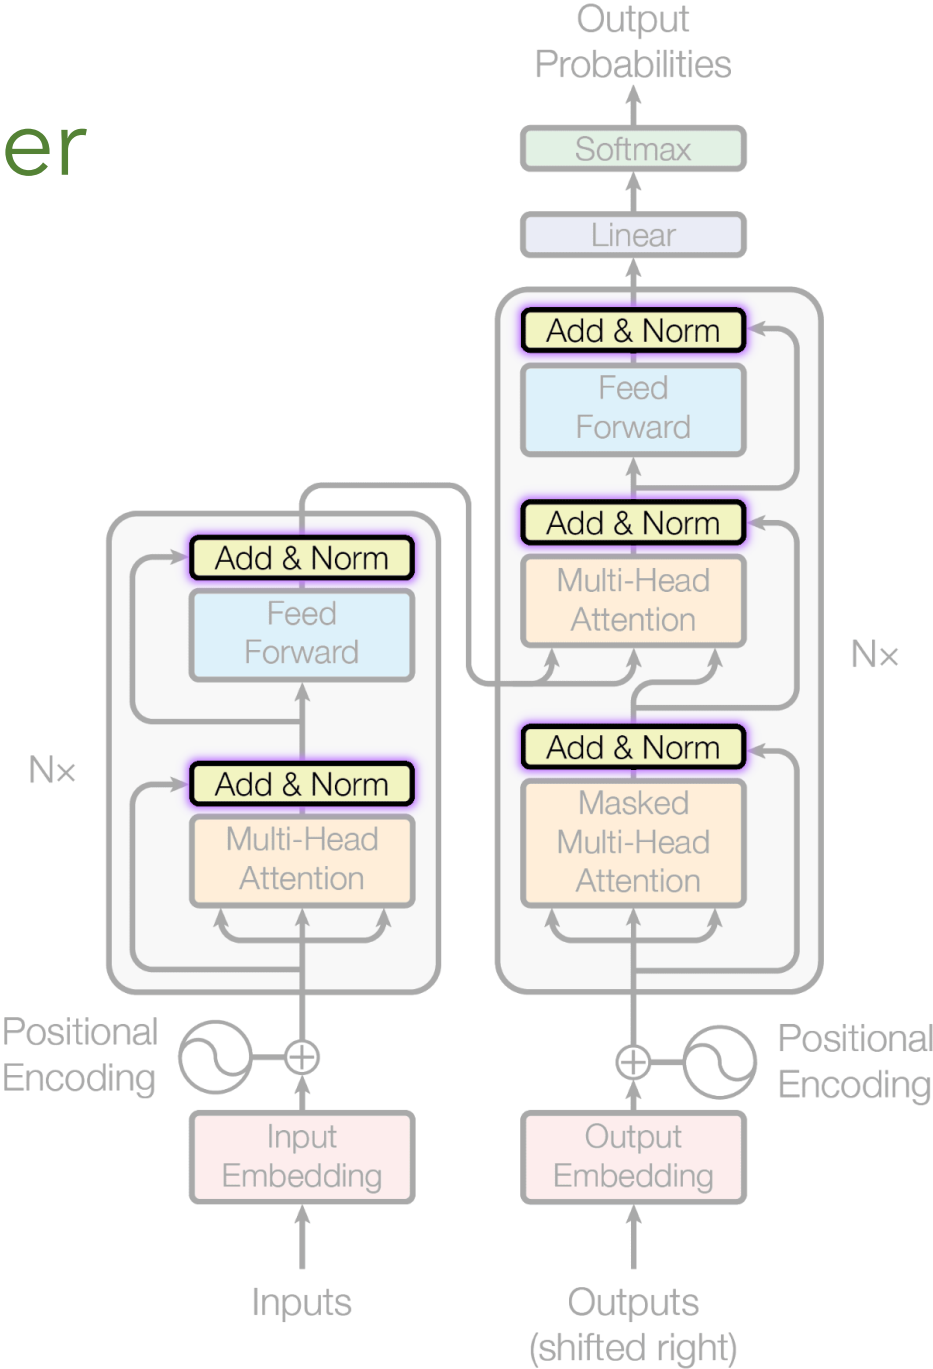 er
Output
Probabilities
Softmax
Linear
Add & Norm
Feed
Forward
Add & Norm
Multi-Head
Attention
Add & Norm
Masked
Multi-Head
Attention
N×
Add & Norm
Feed
Forward
Add & Norm
Multi-Head
Attention
N×
Positional
Encoding
Positional
Encoding
Input
Embedding
Output
Embedding
Inputs
Outputs
(shifted right)